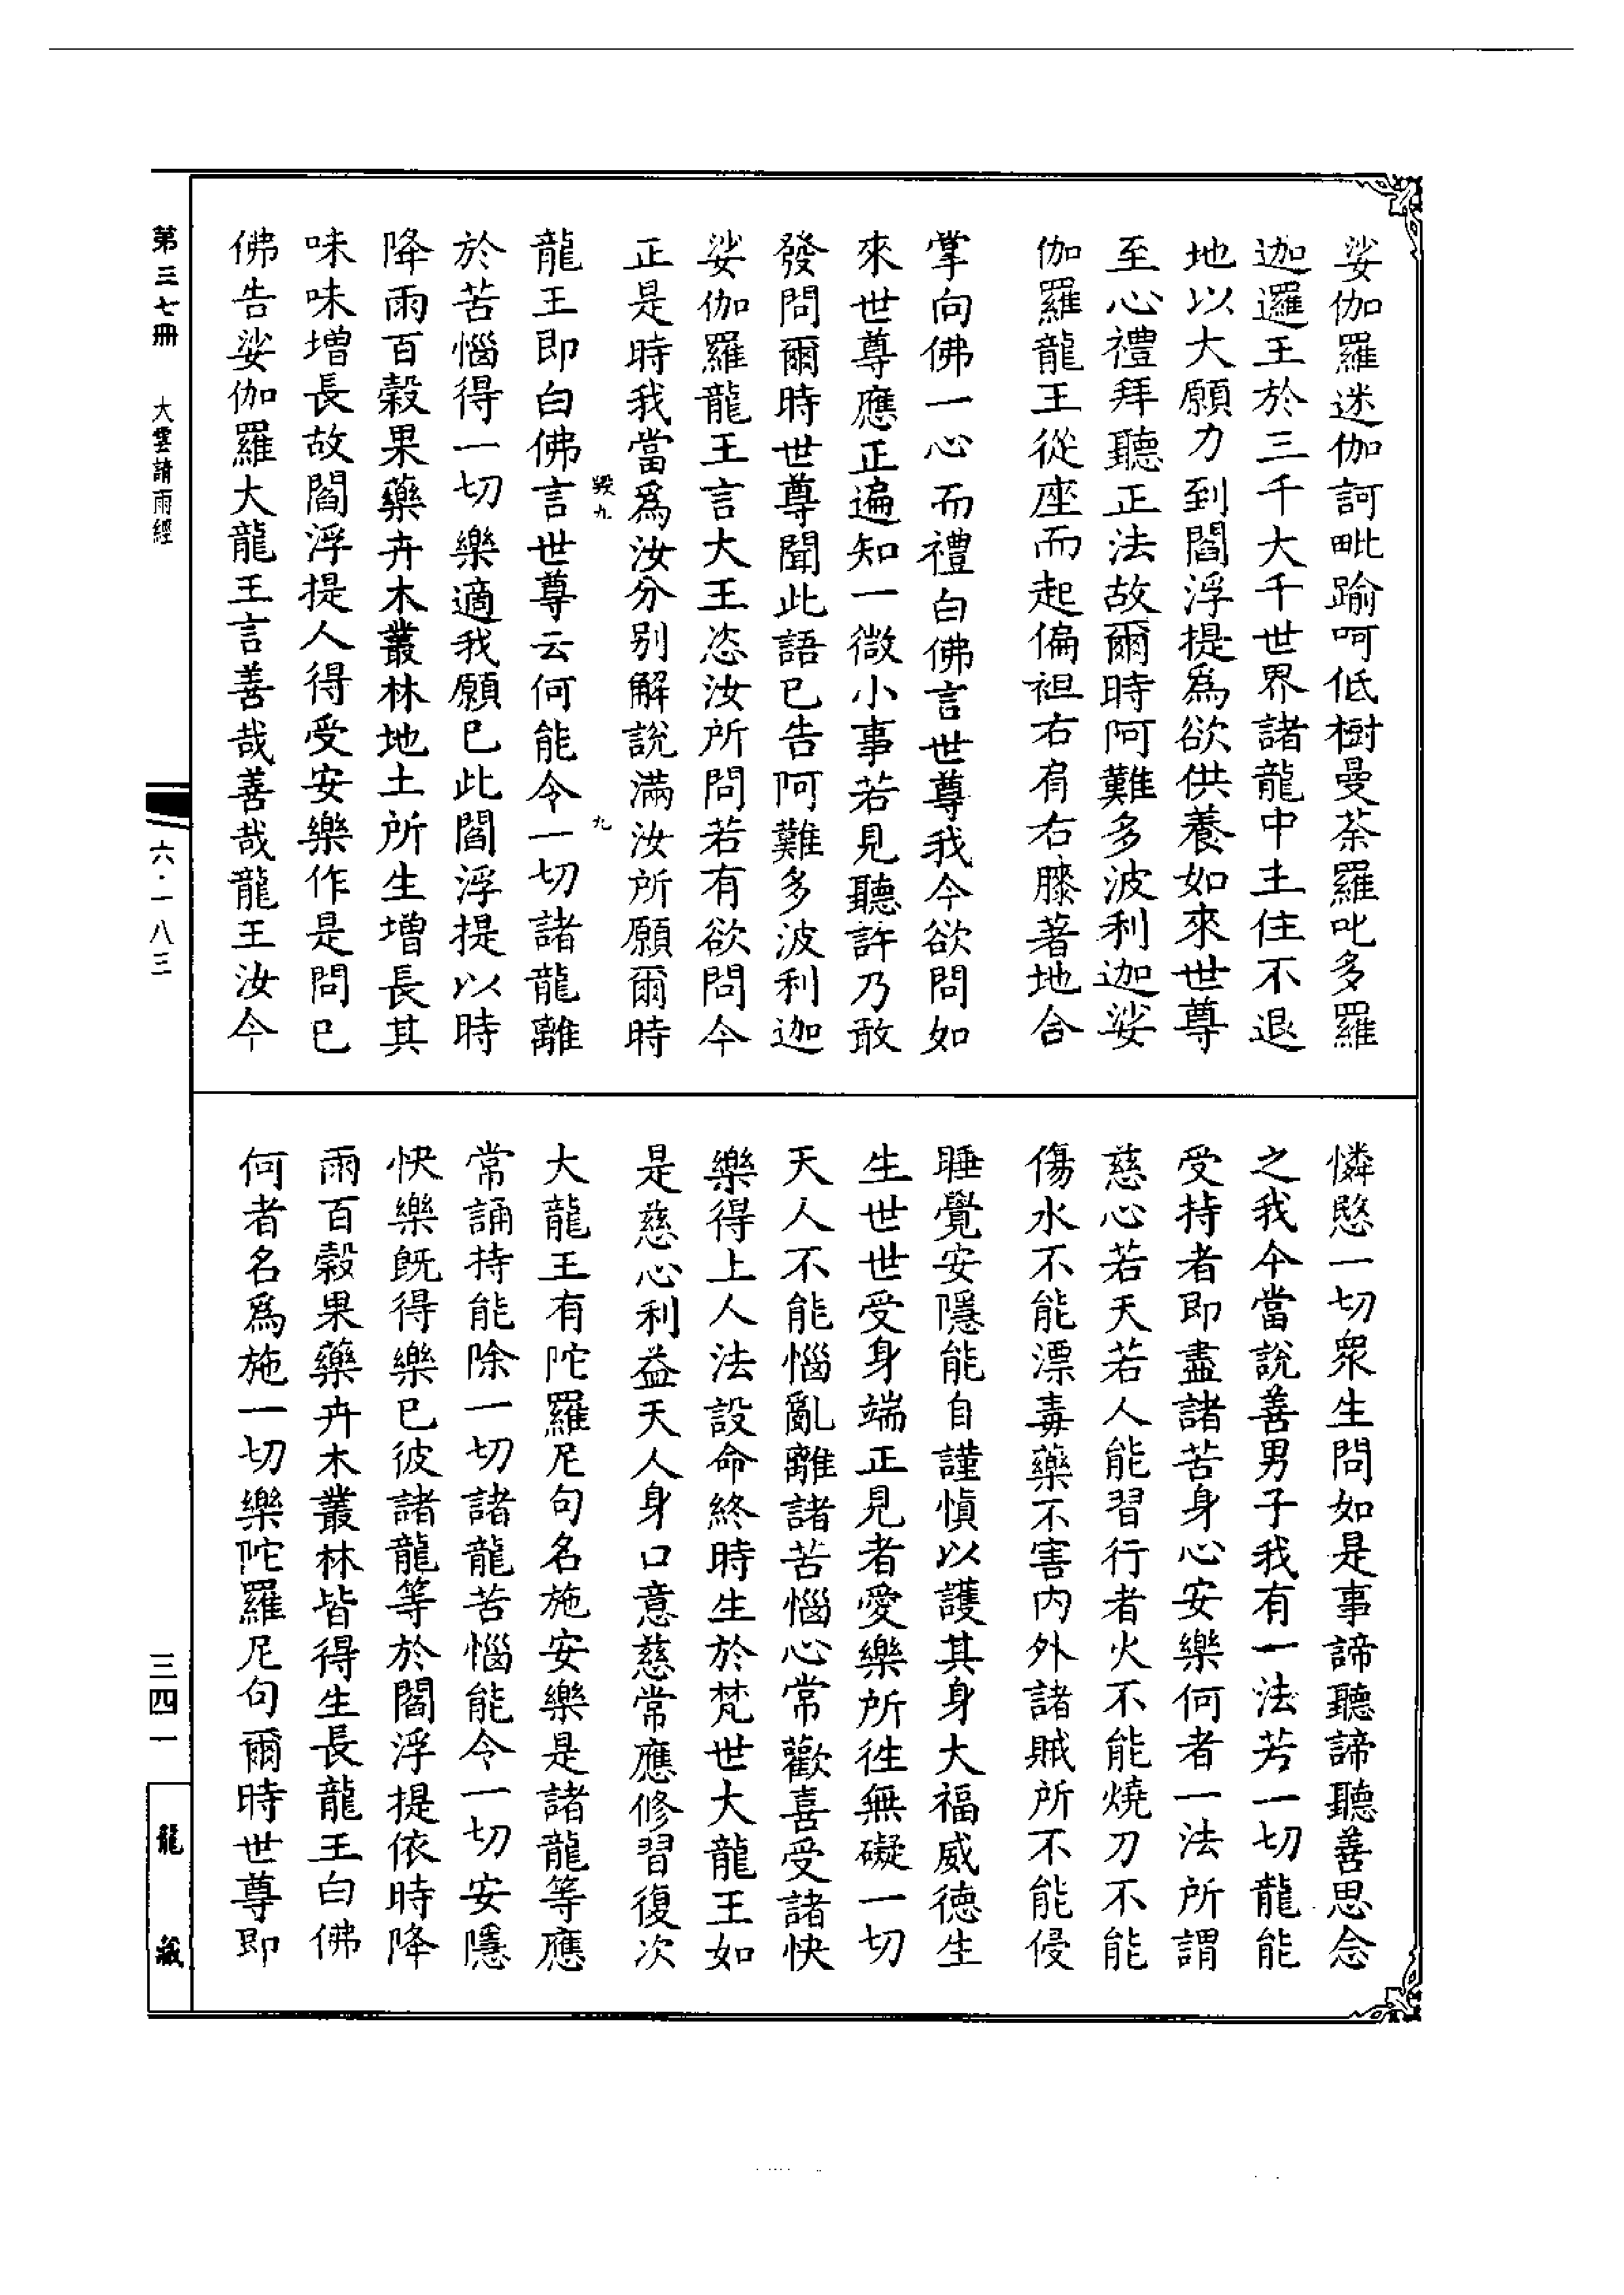 娑伽羅迷伽訶毗踰呵低樹曼荼羅叱多羅
迦邏王於三千大千世界諸龍中主住不退
地以大願力到閻浮提爲欲供養如來世尊
至心禮拜聽正法故爾時阿難多波利迦娑
伽羅龍王從座而起偏袒右肩右膝著地合
掌向佛一心而禮白佛言世尊我今欲問如
來世尊應正遍知一微小事若見聽許乃敢
發問爾時世尊聞此語已告阿難多波利迦
娑伽羅龍王言大王恣汝所問若有欲問今
正是時我當爲汝分别解說滿汝所願爾時
九
龍王即白佛言世尊云何能令一切諸龍離
於苦惱得一切樂適我願已此閻浮提以時
降雨百穀果藥卉木叢林地土所生增長其
味味增長故閻浮提人得受安樂作是問已
佛告娑伽羅大龍王言善哉善哉龍王汝今
憐愍一切衆生問如是事諦聽諦聽善思念
之我今當説善男子我有一法若一切龍能
受持者即盡諸苦身心安樂何者一法所謂
慈心若天若人能習行者火不能燒刀不能
傷水不能漂毒藥不害内外諸賊所不能侵
睡覺安隱能自謹慎以護其身大福威德生
生世世受身端正見者愛樂所徃無礙一切
天人不能惱亂離諸苦惱心常歡喜受諸快
樂得上人法設命終時生於梵世大龍王如
是慈心利益天人身口意慈常應修習復次
大龍王有陀羅尼句名施安樂是諸龍等應
常誦持能除一切諸龍苦惱能令一切安隱
快樂既得樂已彼諸龍等於閻浮提依時降
雨百穀果藥卉木叢林皆得生長龍王白佛
何者名爲施一切樂陀羅尼句爾時世尊即
第三七冊 大雲請雨經
六·一八三
三四一
龍藏